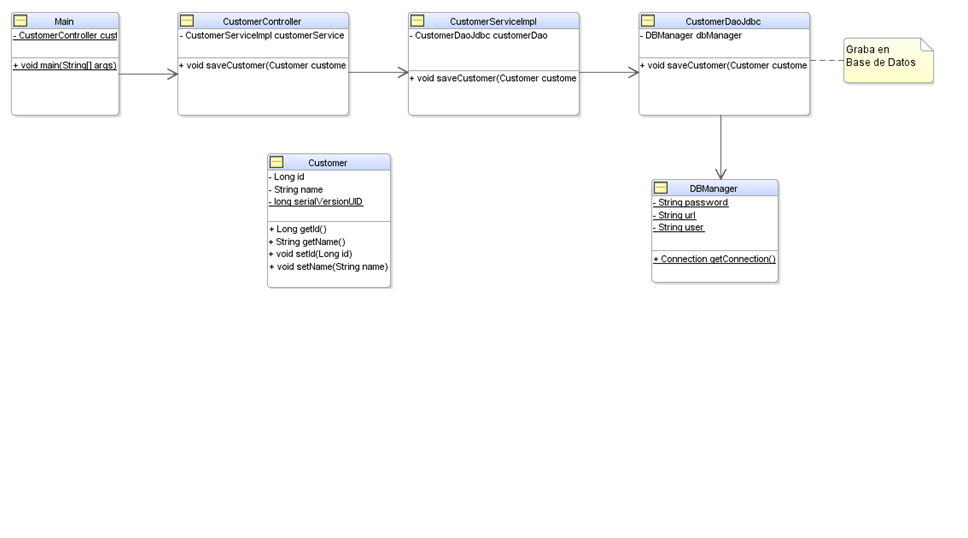 Main
- CustomerController cust
+ void main(String[] args)
CustomerController
- CustomerServiceImpl customerService
+ void saveCustomer(Customer custome
CustomerServiceImpl
- CustomerDaoJdbc customerDao
+ void saveCustomer(Customer custome
CustomerDaoJdbc
- DBManager dbManager
+ void saveCustomer(Customer custome
Graba en
Base de Datos
Customer
- Long id
- String name
- long serialVersionUID
+ Long getId()
+ String getName()
+ void setId(Long id)
+ void setName(String name)
DBManager
- String password
- String url
- String user
+ Connection getConnection()